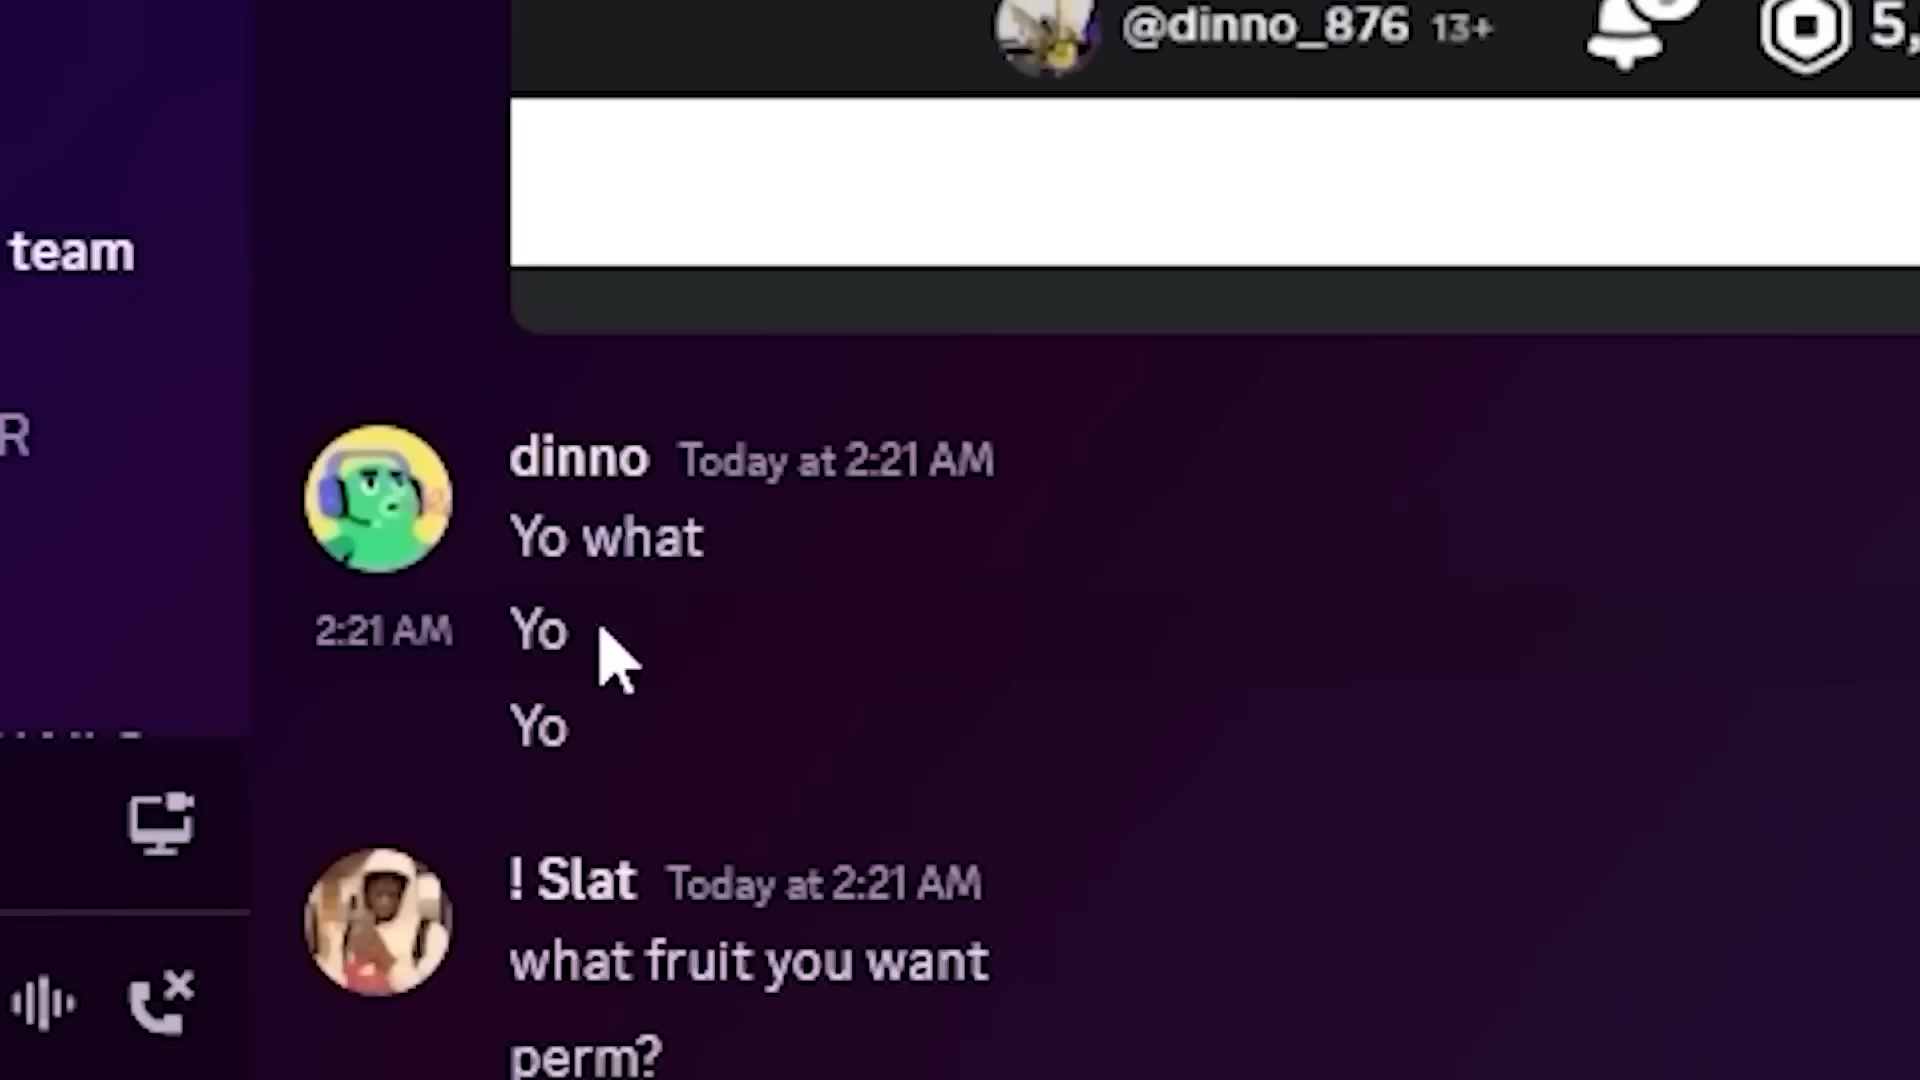 @dinno_876 13+ 5,
team
R
dinno Today at 2:21 AM
Yo what
2:21 AM Yo
Yo
! Slat Today at 2:21 AM
what fruit you want
perm?